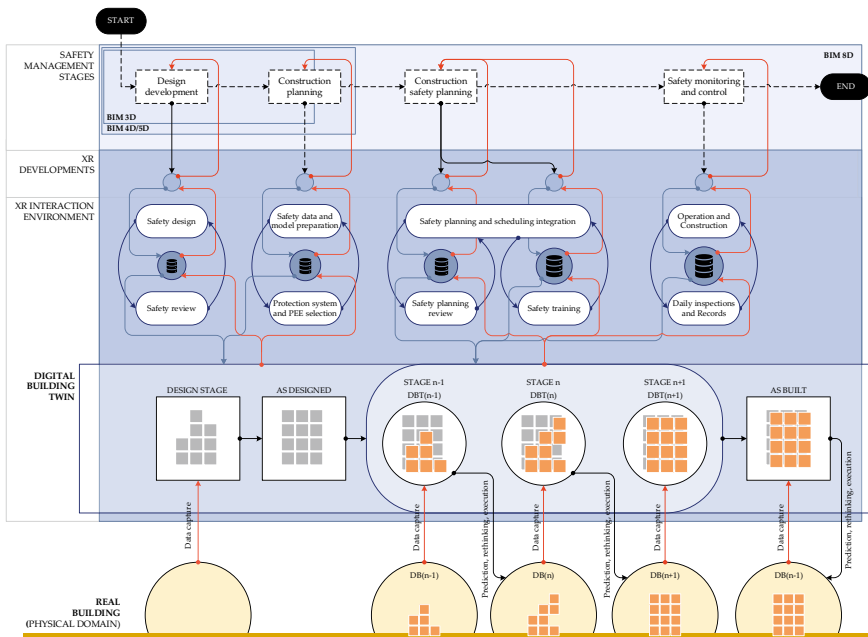 START
SAFETY
MANAGEMENT
STAGES
BIM 8D
Design
development
Construction
planning
Construction
safety planning
Safety monitoring
and control
END
BIM 3D
BIM 4D/5D
XR
DEVELOPMENTS
XR INTERACTION
ENVIRONMENT
Safety design
Safety data and
model preparation
Safety planning and scheduling integration
Operation and
Construction
Safety review
Protection system
and PEE selection
Safety planning
review
Safety training
Daily inspections
and Records
DIGITAL
BUILDING
TWIN
DESIGN STAGE
AS DESIGNED
STAGE n-1
DBT(n-1)
STAGE n
DBT(n)
STAGE n+1
DBT(n+1)
AS BUILT
Data capture
Data capture
Prediction, rethinking, execution
Data capture
Prediction, rethinking, execution
Data capture
Data capture
Prediction, rethinking, execution
REAL
BUILDING
(PHYSICAL DOMAIN)
DB(n-1)
DB(n)
DB(n+1)
DB(n-1)